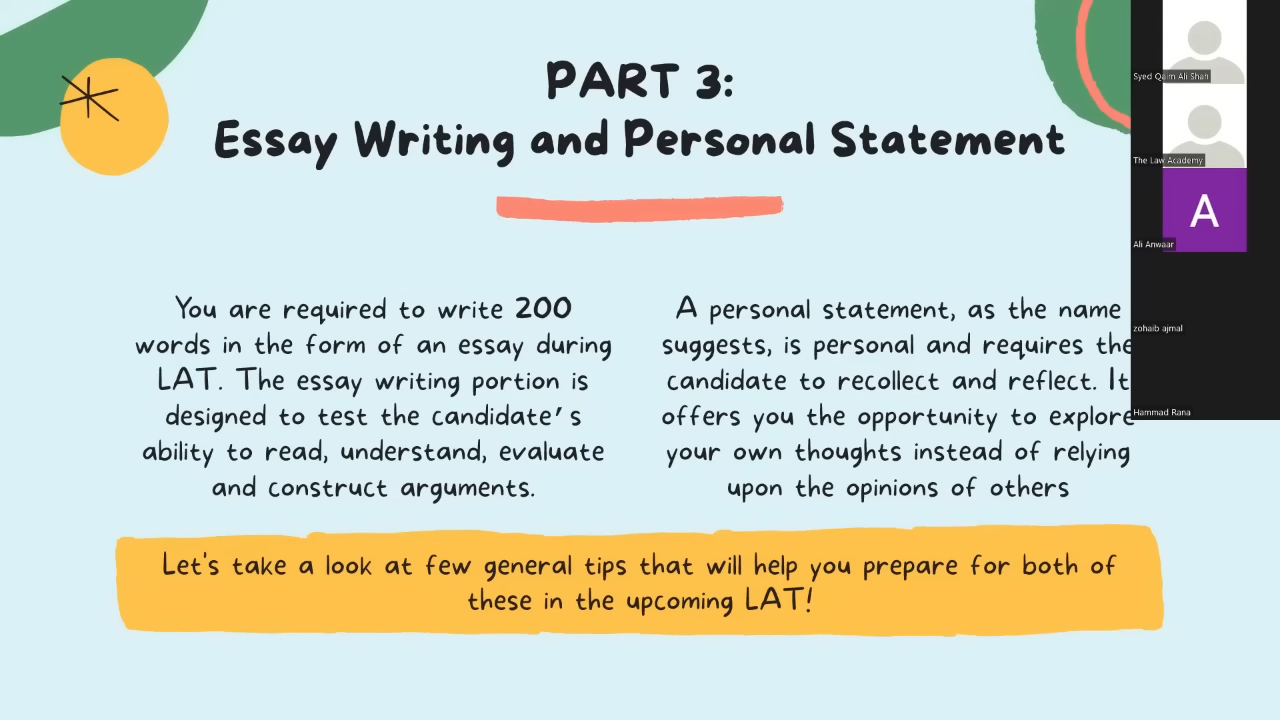 PART 3:
Essay Writing and Personal Statement
You are required to write 200
words in the form of an essay during
LAT. The essay writing portion is
designed to test the candidate's
ability to read, understand, evaluate
and construct arguments.
A personal statement, as the name
suggests, is personal and requires the
candidate to recollect and reflect. It
offers you the opportunity to explore
your own thoughts instead of relying
upon the opinions of others
Let's take a look at few general tips that will help you prepare for both of
these in the upcoming LAT!
Syed Qaim Ali Shah
The Law Academy
A
Ali Anwaar
zohaib ajmal
Hammad Rana